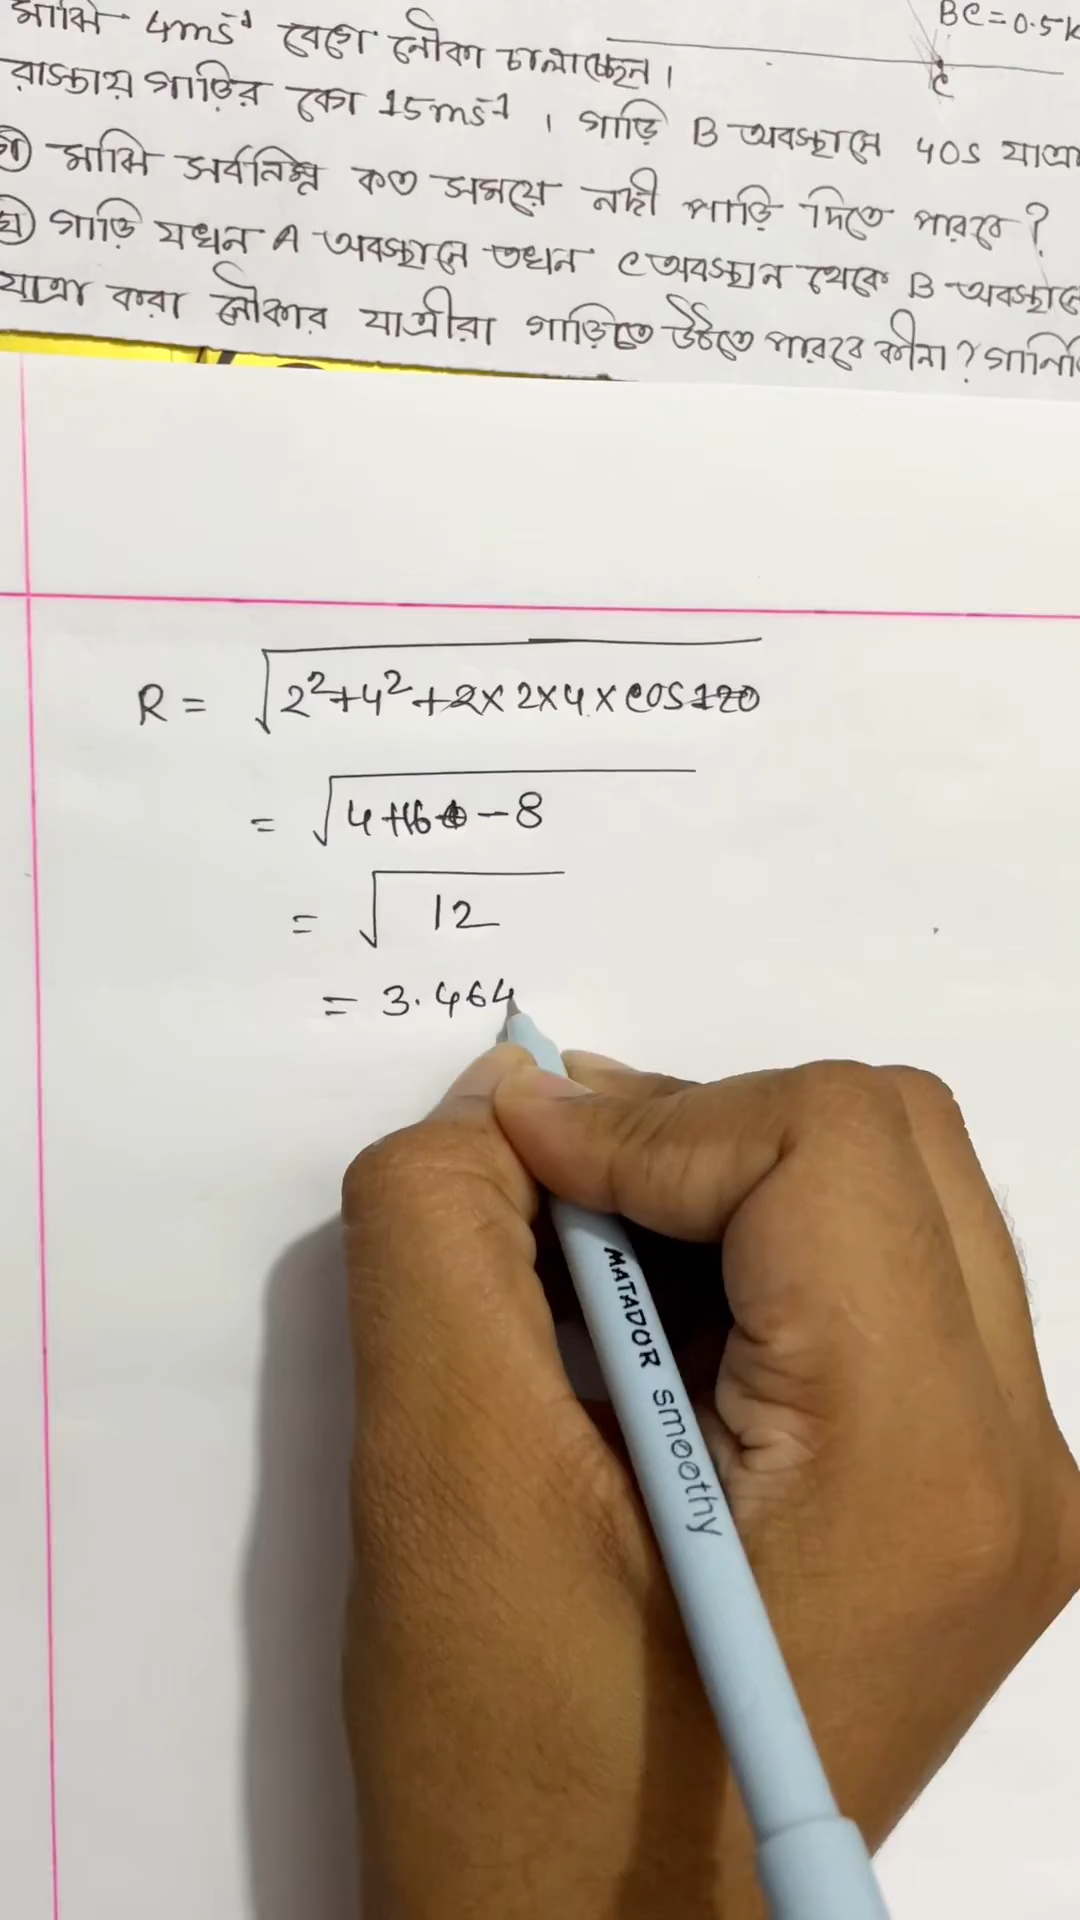 মাঝি 4ms⁻¹ বেগে নৌকা চালাচ্ছেন।
BC = 0.5k
C
রাস্তায় গাড়ির বেগ 15ms⁻¹ । গাড়ি B অবস্থানে 40s যাত্রা
গ) মাঝি সর্বনিম্ন কত সময়ে নদী পাড়ি দিতে পারবে?
ঘ) গাড়ি যখন A অবস্থানে তখন C অবস্থান থেকে B অবস্থানে
যাত্রা করা নৌকার যাত্রীরা গাড়িতে উঠতে পারবে কীনা? গানিতি
R = √2²+4²+2×2×4×cos120
= √4+16-8
= √12
= 3.464
MATADOR smoothy